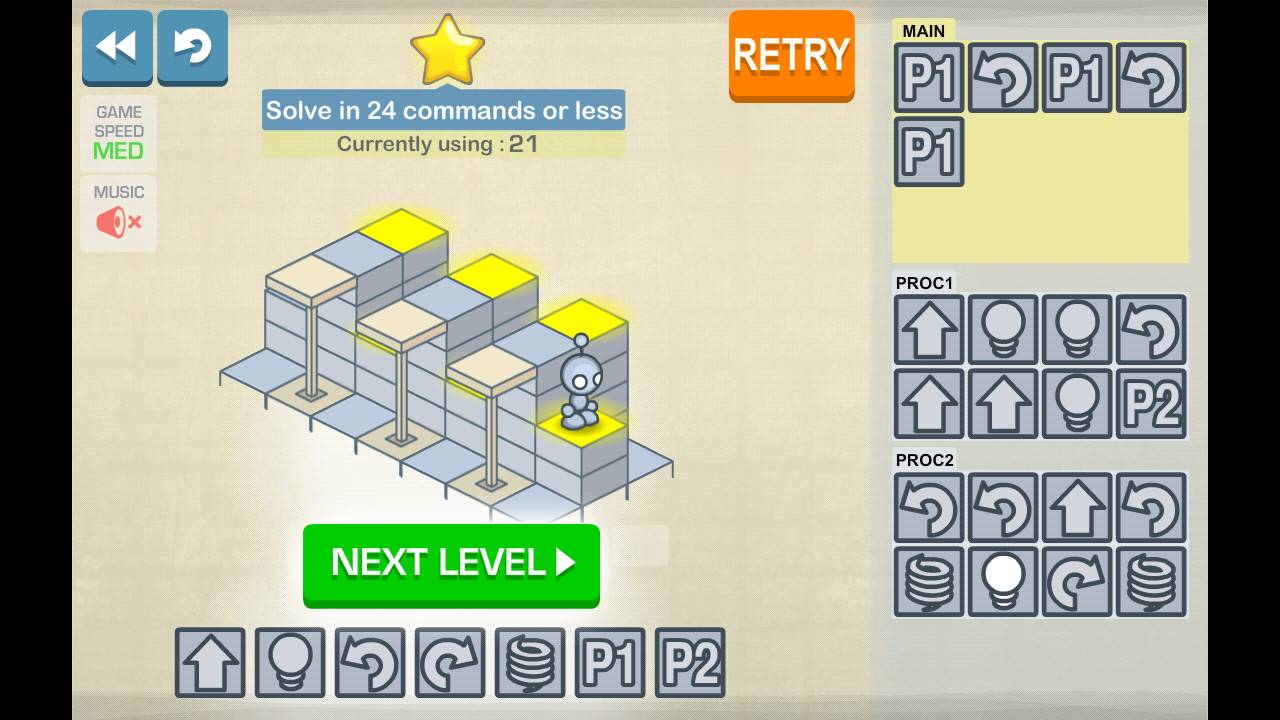 RETRY
Solve in 24 commands or less
Currently using : 21
GAME
SPEED
MED
MUSIC
MAIN
P1 P1
P1
PROC1
P2
PROC2
NEXT LEVEL
P1 P2